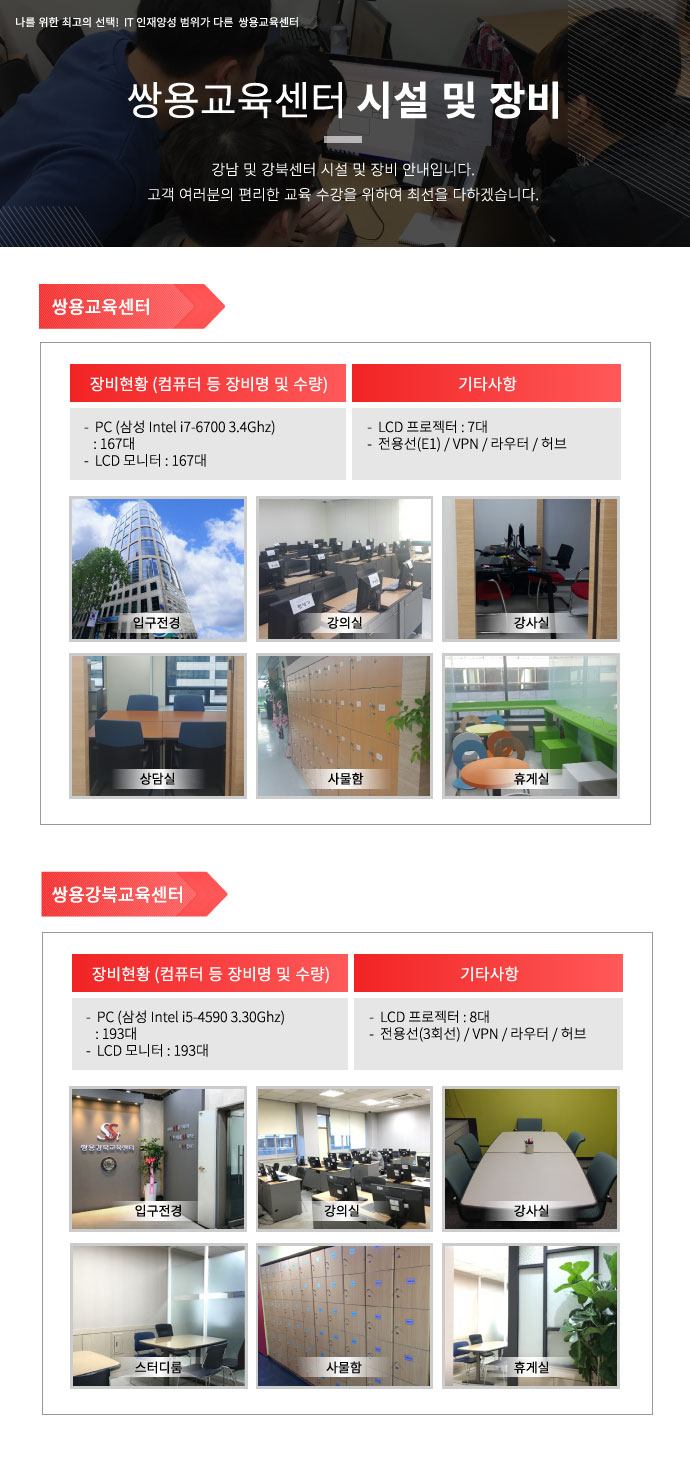 나를 위한 최고의 선택! IT 인재양성 범위가 다른 쌍용교육센터
쌍용교육센터 시설 및 장비
강남 및 강북센터 시설 및 장비 안내입니다.
고객 여러분의 편리한 교육 수강을 위하여 최선을 다하겠습니다.
쌍용교육센터
장비현황 (컴퓨터 등 장비명 및 수량)
기타사항
- PC (삼성 Intel i7-6700 3.4Ghz)
: 167대
- LCD 모니터 : 167대
- LCD 프로젝터 : 7대
- 전용선(E1) / VPN / 라우터 / 허브
입구전경
강의실
강사실
상담실
사물함
휴게실
쌍용강북교육센터
장비현황 (컴퓨터 등 장비명 및 수량)
기타사항
- PC (삼성 Intel i5-4590 3.30Ghz)
: 193대
- LCD 모니터 : 193대
- LCD 프로젝터 : 8대
- 전용선(3회선) / VPN / 라우터 / 허브
쌍용강북교육센터
입구전경
강의실
강사실
스터디룸
사물함
휴게실